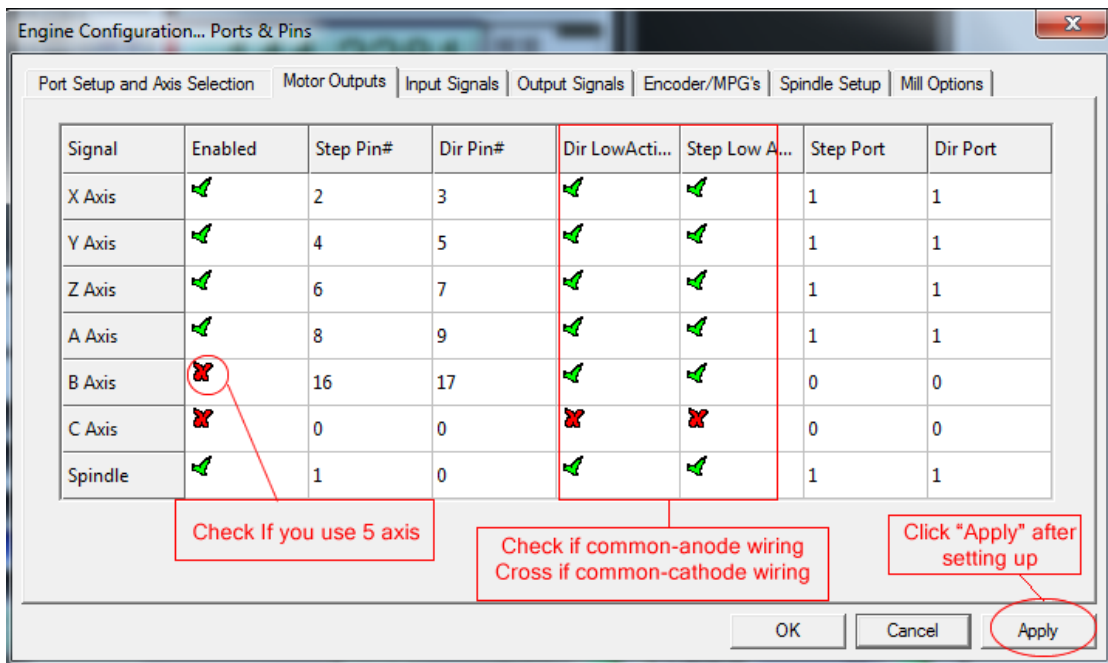 Engine Configuration... Ports & Pins
Port Setup and Axis Selection Motor Outputs Input Signals Output Signals Encoder/MPG's Spindle Setup Mill Options
Signal Enabled Step Pin# Dir Pin# Dir LowActi... Step Low A... Step Port Dir Port
X Axis 2 3 1 1
Y Axis 4 5 1 1
Z Axis 6 7 1 1
A Axis 8 9 1 1
B Axis 16 17 0 0
C Axis 0 0 0 0
Spindle 1 0 1 1
Check If you use 5 axis
Check if common-anode wiring
Cross if common-cathode wiring
Click “Apply” after
setting up
OK Cancel Apply